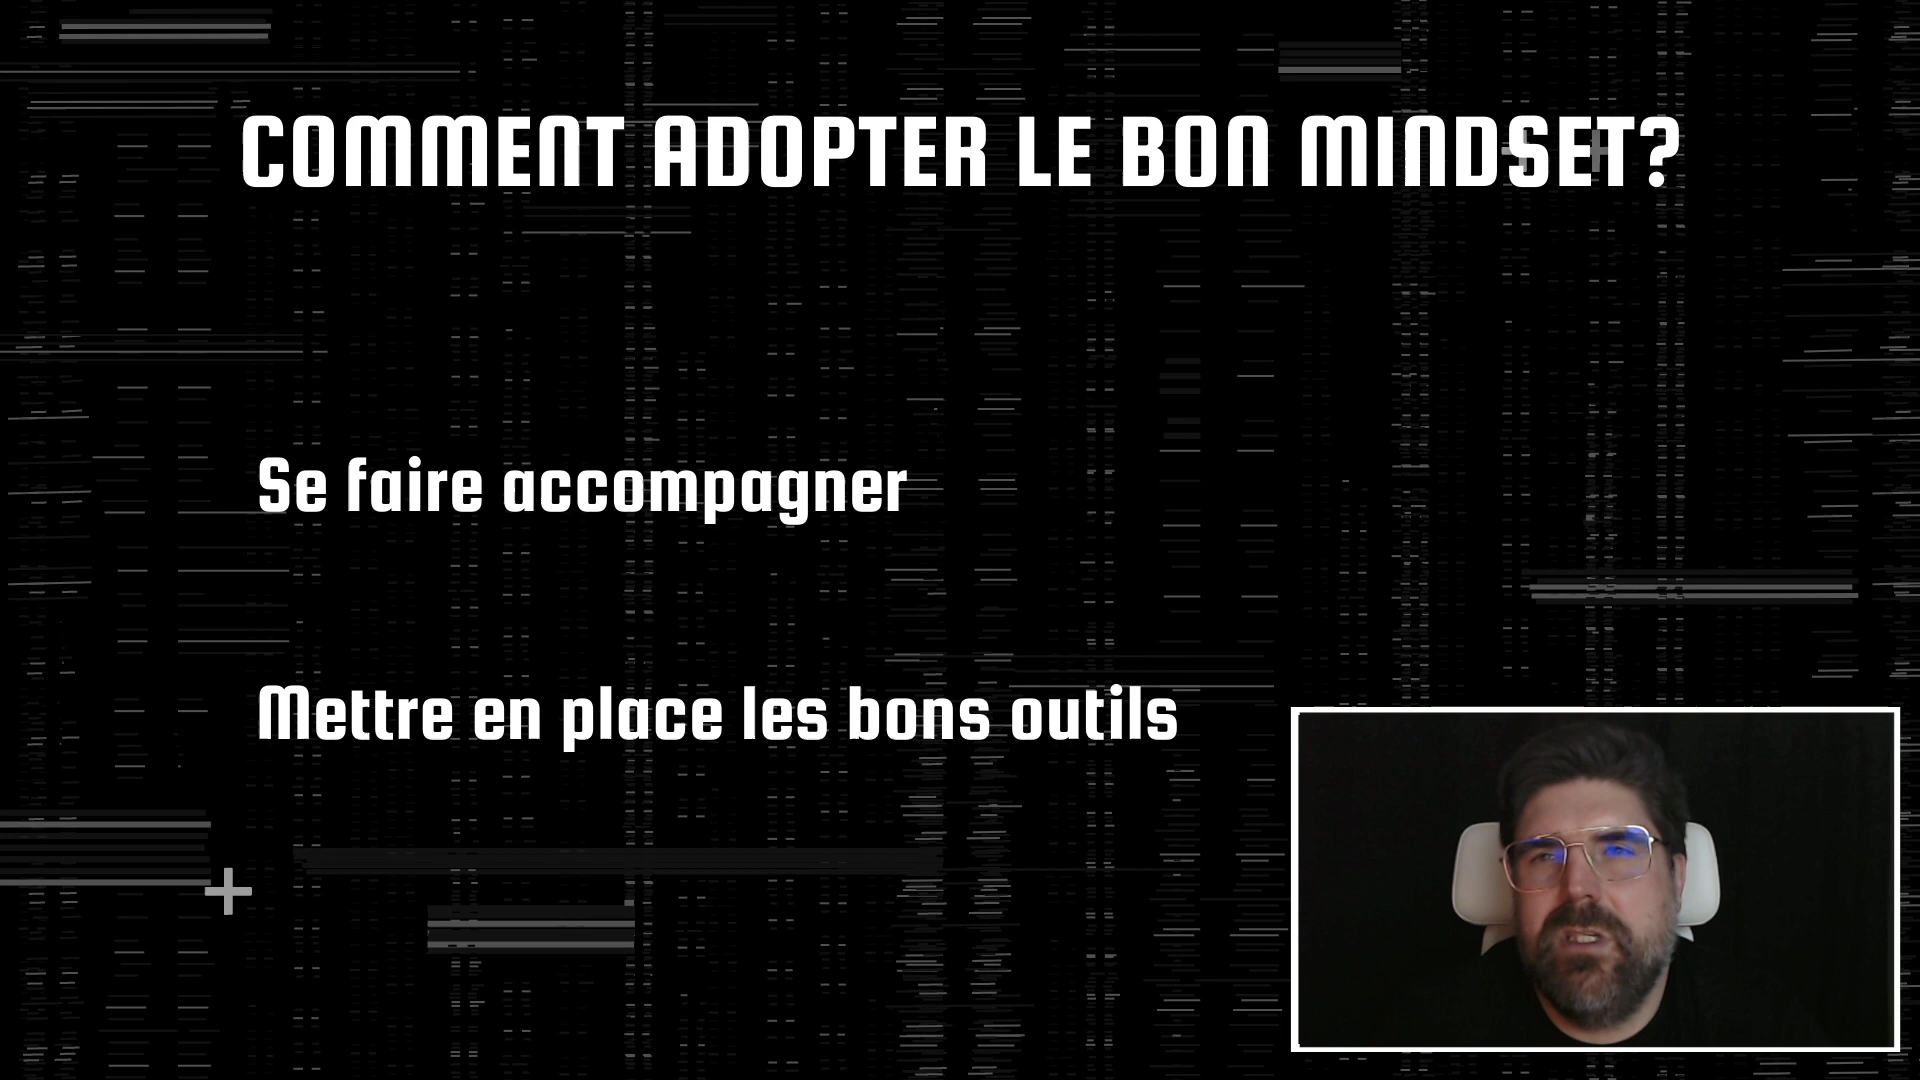 COMMENT ADOPTER LE BON MINDSET?
Se faire accompagner
Mettre en place les bons outils